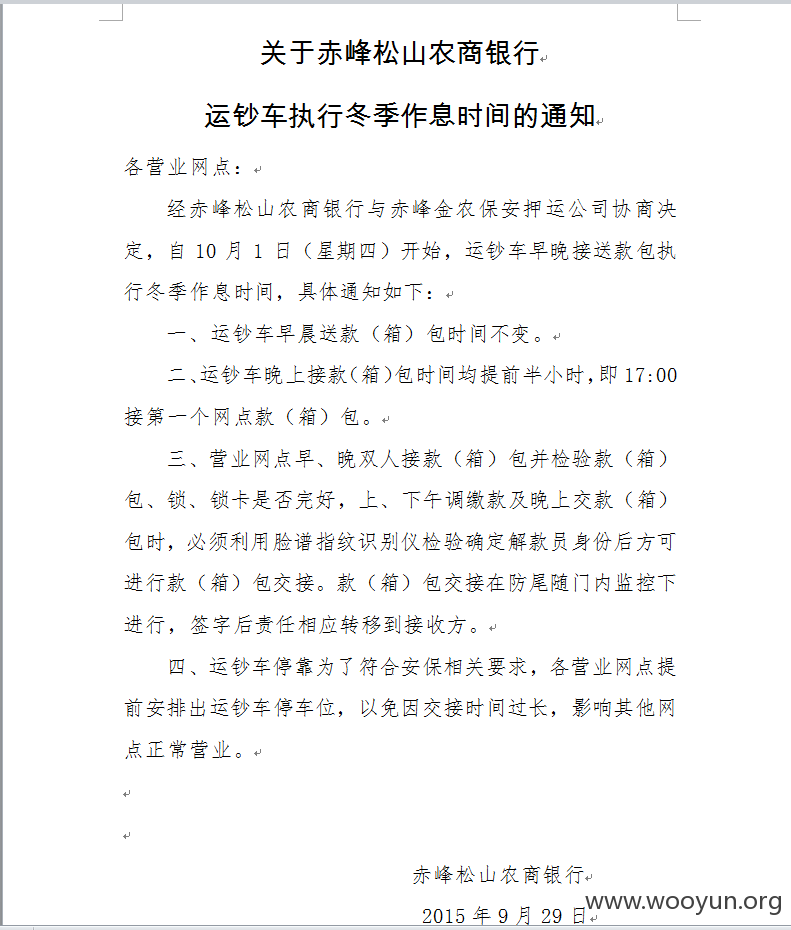 关于赤峰松山农商银行
运钞车执行冬季作息时间的通知
各营业网点：
经赤峰松山农商银行与赤峰金农保安押运公司协商决
定，自 10 月 1 日（星期四）开始，运钞车早晚接送款包执
行冬季作息时间，具体通知如下：
一、运钞车早晨送款（箱）包时间不变。
二、运钞车晚上接款（箱）包时间均提前半小时，即 17:00
接第一个网点款（箱）包。
三、营业网点早、晚双人接款（箱）包并检验款（箱）
包、锁、锁卡是否完好，上、下午调缴款及晚上交款（箱）
包时，必须利用脸谱指纹识别仪检验确定解款员身份后方可
进行款（箱）包交接。款（箱）包交接在防尾随门内监控下
进行，签字后责任相应转移到接收方。
四、运钞车停靠为了符合安保相关要求，各营业网点提
前安排出运钞车停车位，以免因交接时间过长，影响其他网
点正常营业。
赤峰松山农商银行
www.wooyun.org
2015 年 9 月 29 日